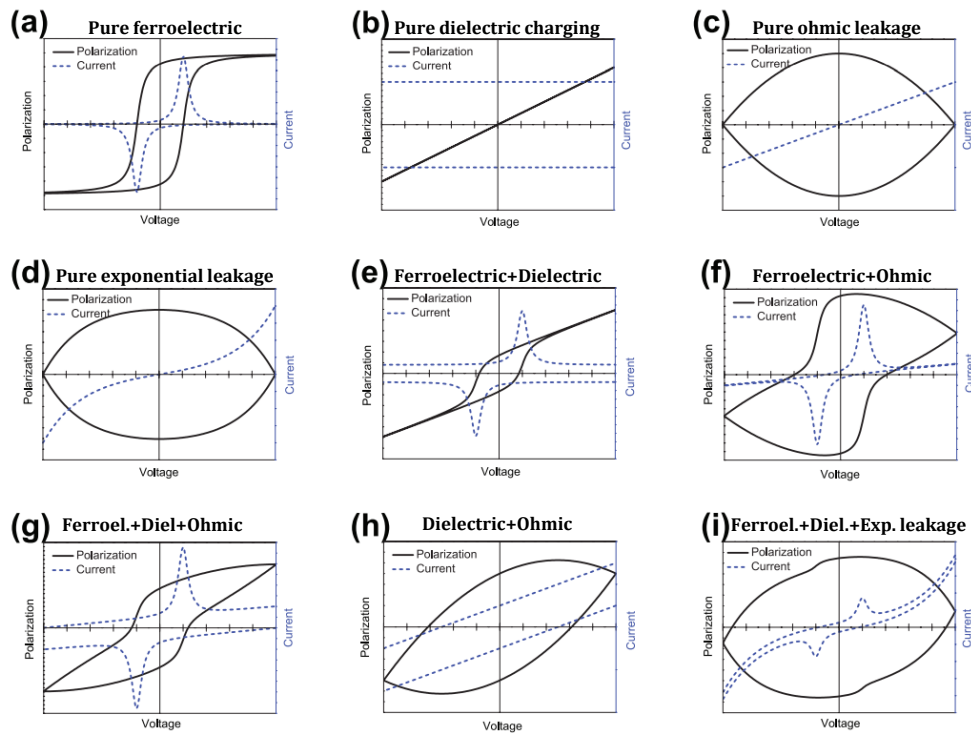 (a) Pure ferroelectric
Polarization
Current
Polarization
Current
Voltage
(b) Pure dielectric charging
Polarization
Current
Polarization
Current
Voltage
(c) Pure ohmic leakage
Polarization
Current
Polarization
Current
Voltage
(d) Pure exponential leakage
Polarization
Current
Polarization
Current
Voltage
(e) Ferroelectric+Dielectric
Polarization
Current
Polarization
Current
Voltage
(f) Ferroelectric+Ohmic
Polarization
Current
Polarization
Current
Voltage
(g) Ferroel.+Diel+Ohmic
Polarization
Current
Polarization
Current
Voltage
(h) Dielectric+Ohmic
Polarization
Current
Polarization
Current
Voltage
(i) Ferroel.+Diel.+Exp. leakage
Polarization
Current
Polarization
Current
Voltage